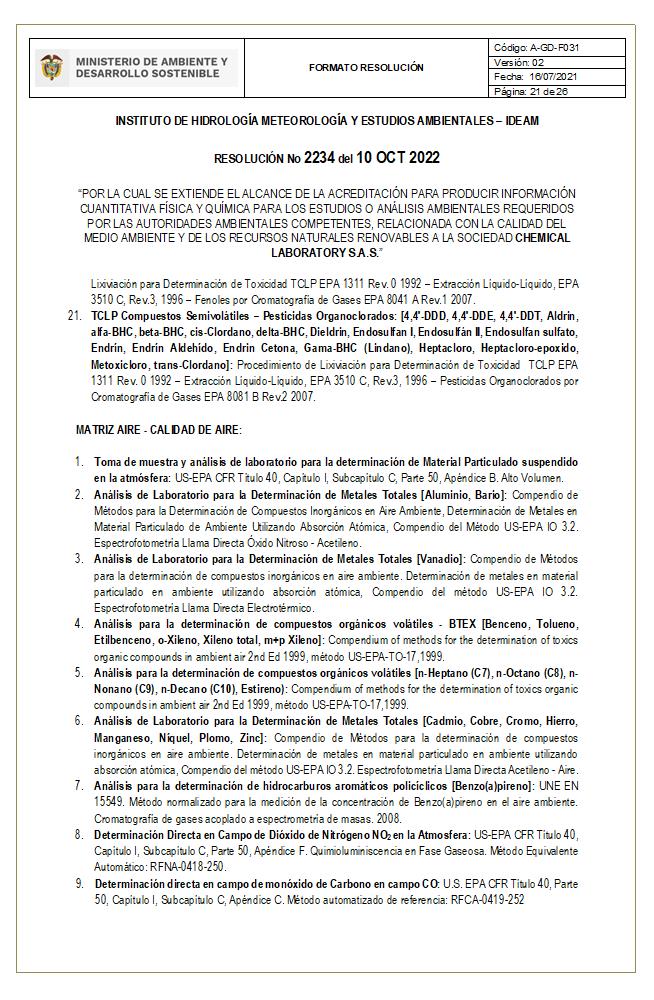 MINISTERIO DE AMBIENTE Y
DESARROLLO SOSTENIBLE
FORMATO RESOLUCIÓN
Código: A-GD-F031
Versión: 02
Fecha: 16/07/2021
Página: 21 de 26
INSTITUTO DE HIDROLOGÍA METEOROLOGÍA Y ESTUDIOS AMBIENTALES – IDEAM
RESOLUCIÓN No 2234 del 10 OCT 2022
“POR LA CUAL SE EXTIENDE EL ALCANCE DE LA ACREDITACIÓN PARA PRODUCIR INFORMACIÓN
CUANTITATIVA FÍSICA Y QUÍMICA PARA LOS ESTUDIOS O ANÁLISIS AMBIENTALES REQUERIDOS
POR LAS AUTORIDADES AMBIENTALES COMPETENTES, RELACIONADA CON LA CALIDAD DEL
MEDIO AMBIENTE Y DE LOS RECURSOS NATURALES RENOVABLES A LA SOCIEDAD CHEMICAL
LABORATORY S.A.S.”
Lixiviación para Determinación de Toxicidad TCLP EPA 1311 Rev. 0 1992 – Extracción Líquido-Líquido, EPA
3510 C, Rev.3, 1996 – Fenoles por Cromatografía de Gases EPA 8041 A Rev.1 2007.
21. TCLP Compuestos Semivolátiles – Pesticidas Organoclorados: [4,4'-DDD, 4,4'-DDE, 4,4'-DDT, Aldrín,
alfa-BHC, beta-BHC, cis-Clordano, delta-BHC, Dieldrín, Endosulfan I, Endosulfán II, Endosulfan sulfato,
Endrín, Endrín Aldehído, Endrin Cetona, Gama-BHC (Lindano), Heptacloro, Heptacloro-epoxido,
Metoxicloro, trans-Clordano]: Procedimiento de Lixiviación para Determinación de Toxicidad TCLP EPA
1311 Rev. 0 1992 – Extracción Líquido-Líquido, EPA 3510 C, Rev.3, 1996 – Pesticidas Organoclorados por
Cromatografía de Gases EPA 8081 B Rev.2 2007.
MATRIZ AIRE - CALIDAD DE AIRE:
1. Toma de muestra y análisis de laboratorio para la determinación de Material Particulado suspendido
en la atmósfera: US-EPA CFR Título 40, Capítulo I, Subcapítulo C, Parte 50, Apéndice B. Alto Volumen.
2. Análisis de Laboratorio para la Determinación de Metales Totales [Aluminio, Bario]: Compendio de
Métodos para la Determinación de Compuestos Inorgánicos en Aire Ambiente, Determinación de Metales en
Material Particulado de Ambiente Utilizando Absorción Atómica, Compendio del Método US-EPA IO 3.2.
Espectrofotometría Llama Directa Óxido Nitroso - Acetileno.
3. Análisis de Laboratorio para la Determinación de Metales Totales [Vanadio]: Compendio de Métodos
para la determinación de compuestos inorgánicos en aire ambiente. Determinación de metales en material
particulado en ambiente utilizando absorción atómica, Compendio del método US-EPA IO 3.2.
Espectrofotometría Llama Directa Electrotérmico.
4. Análisis para la determinación de compuestos orgánicos volátiles - BTEX [Benceno, Tolueno,
Etilbenceno, o-Xileno, Xileno total, m+p Xileno]: Compendium of methods for the determination of toxics
organic compounds in ambient air 2nd Ed 1999, método US-EPA-TO-17,1999.
5. Análisis para la determinación de compuestos orgánicos volátiles [n-Heptano (C7), n-Octano (C8), n-
Nonano (C9), n-Decano (C10), Estireno): Compendium of methods for the determination of toxics organic
compounds in ambient air 2nd Ed 1999, método US-EPA-TO-17,1999.
6. Análisis de Laboratorio para la Determinación de Metales Totales [Cadmio, Cobre, Cromo, Hierro,
Manganeso, Níquel, Plomo, Zinc]: Compendio de Métodos para la determinación de compuestos
inorgánicos en aire ambiente. Determinación de metales en material particulado en ambiente utilizando
absorción atómica, Compendio del método US-EPA IO 3.2. Espectrofotometría Llama Directa Acetileno - Aire.
7. Análisis para la determinación de hidrocarburos aromáticos policíclicos [Benzo(a)pireno]: UNE EN
15549. Método normalizado para la medición de la concentración de Benzo(a)pireno en el aire ambiente.
Cromatografía de gases acoplado a espectrometría de masas. 2008.
8. Determinación Directa en Campo de Dióxido de Nitrógeno NO2 en la Atmosfera: US-EPA CFR Título 40,
Capítulo I, Subcapítulo C, Parte 50, Apéndice F. Quimioluminiscencia en Fase Gaseosa. Método Equivalente
Automático: RFNA-0418-250.
9. Determinación directa en campo de monóxido de Carbono en campo CO: U.S. EPA CFR Título 40, Parte
50, Capítulo I, Subcapítulo C, Apéndice C. Método automatizado de referencia: RFCA-0419-252